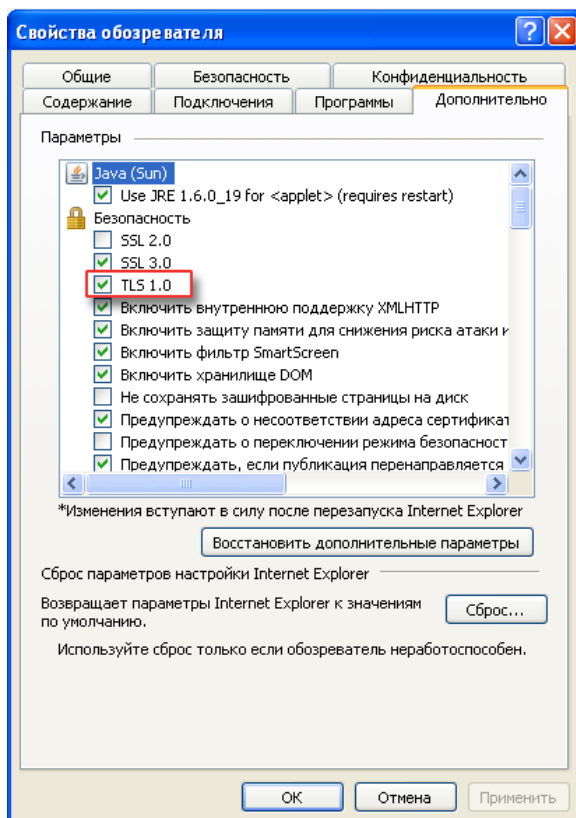 Свойства обозревателя
Общие Безопасность Конфиденциальность
Содержание Подключения Программы Дополнительно
Параметры
Java (Sun)
Use JRE 1.6.0_19 for <applet> (requires restart)
Безопасность
SSL 2.0
SSL 3.0
TLS 1.0
Включить внутреннюю поддержку XMLHTTP
Включить защиту памяти для снижения риска атаки и
Включить фильтр SmartScreen
Включить хранилище DOM
Не сохранять зашифрованные страницы на диск
Предупреждать о несоответствии адреса сертификат
Предупреждать о переключении режима безопасност
Предупреждать, если публикация перенаправляется
*Изменения вступают в силу после перезапуска Internet Explorer
Восстановить дополнительные параметры
Сброс параметров настройки Internet Explorer
Возвращает параметры Internet Explorer к значениям
по умолчанию.
Сброс...
Используйте сброс только если обозреватель неработоспособен.
ОК Отмена Применить